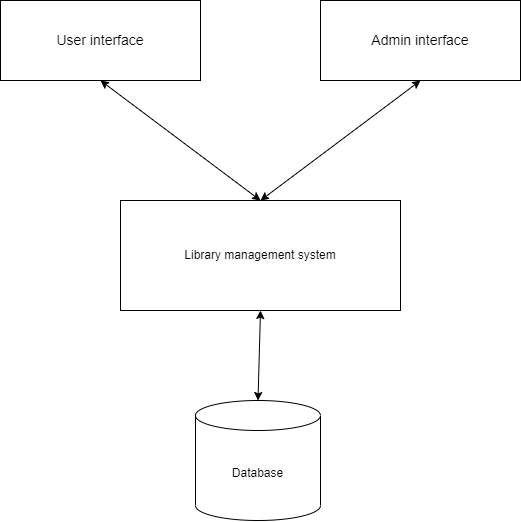 User interface
Admin interface
Library management system
Database